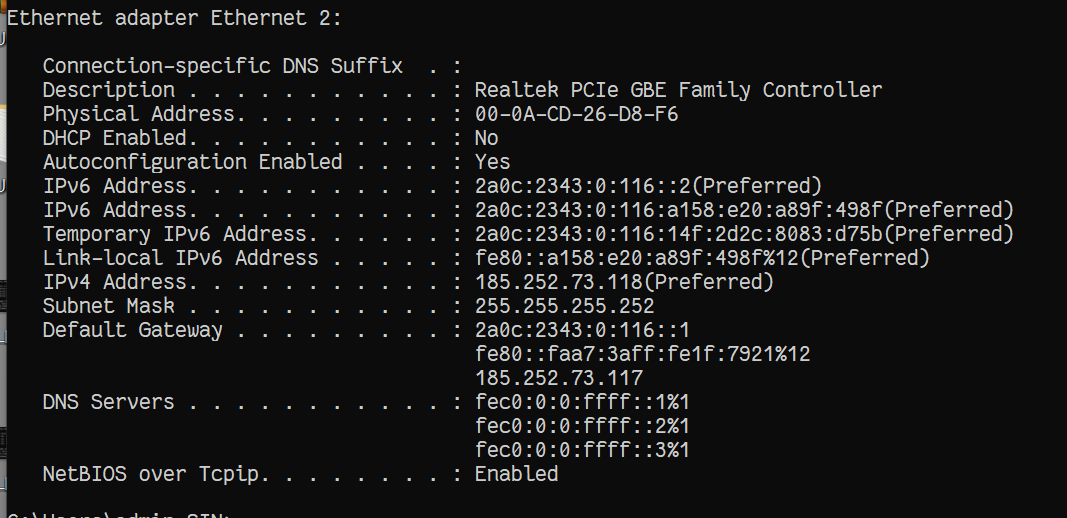 Ethernet adapter Ethernet 2:
Connection-specific DNS Suffix . :
Description . . . . . . . . . . . : Realtek PCIe GBE Family Controller
Physical Address. . . . . . . . . : 00-0A-CD-26-D8-F6
DHCP Enabled. . . . . . . . . . . : No
Autoconfiguration Enabled . . . . : Yes
IPv6 Address. . . . . . . . . . . : 2a0c:2343:0:116::2(Preferred)
IPv6 Address. . . . . . . . . . . : 2a0c:2343:0:116:a158:e20:a89f:498f(Preferred)
Temporary IPv6 Address. . . . . . : 2a0c:2343:0:116:14f:2d2c:8083:d75b(Preferred)
Link-local IPv6 Address . . . . . : fe80::a158:e20:a89f:498f%12(Preferred)
IPv4 Address. . . . . . . . . . . : 185.252.73.118(Preferred)
Subnet Mask . . . . . . . . . . . : 255.255.255.252
Default Gateway . . . . . . . . . : 2a0c:2343:0:116::1
fe80::faa7:3aff:fe1f:7921%12
185.252.73.117
DNS Servers . . . . . . . . . . . : fec0:0:0:ffff::1%1
fec0:0:0:ffff::2%1
fec0:0:0:ffff::3%1
NetBIOS over Tcpip. . . . . . . . : Enabled